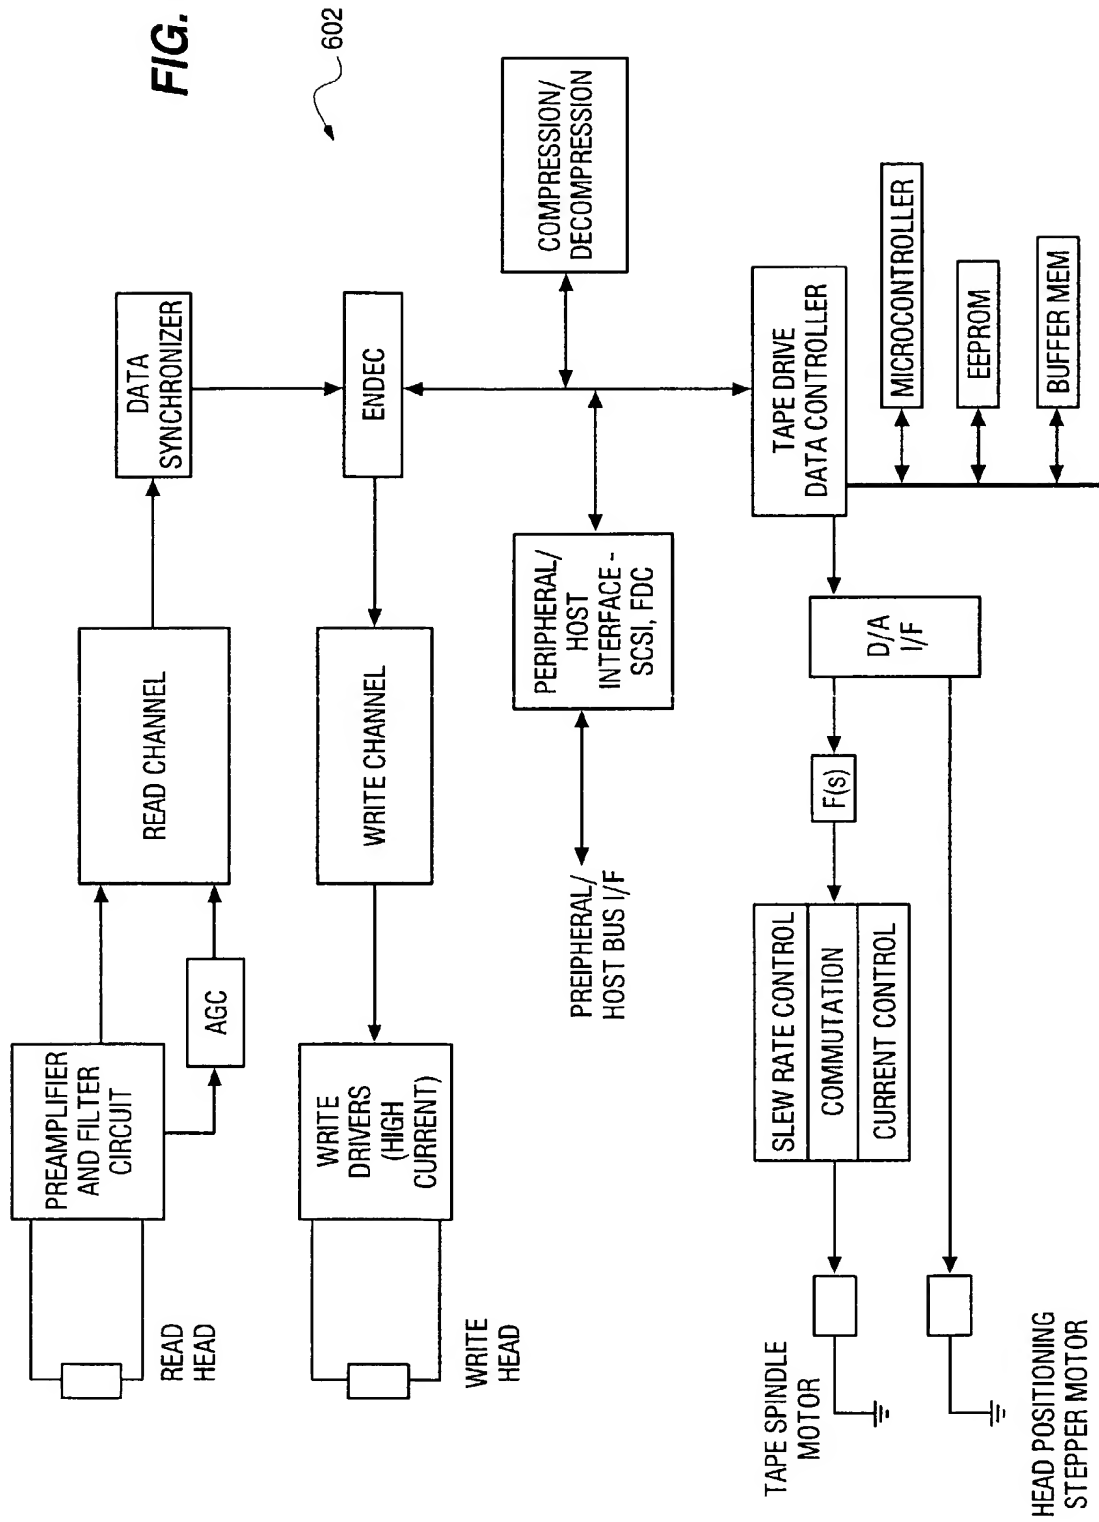 FIG.
602
READ
HEAD
PREAMPLIFIER
AND FILTER
CIRCUIT
AGC
READ CHANNEL
DATA
SYNCHRONIZER
WRITE
HEAD
WRITE
DRIVERS
(HIGH
CURRENT)
WRITE CHANNEL
ENDEC
PREIPHERAL/
HOST BUS I/F
PERIPHERAL/
HOST
INTERFACE -
SCSI, FDC
COMPRESSION/
DECOMPRESSION
TAPE SPINDLE
MOTOR
SLEW RATE CONTROL
COMMUTATION
CURRENT CONTROL
F(s)
D/A
I/F
TAPE DRIVE
DATA CONTROLLER
MICROCONTROLLER
EEPROM
BUFFER MEM
HEAD POSITIONING
STEPPER MOTOR